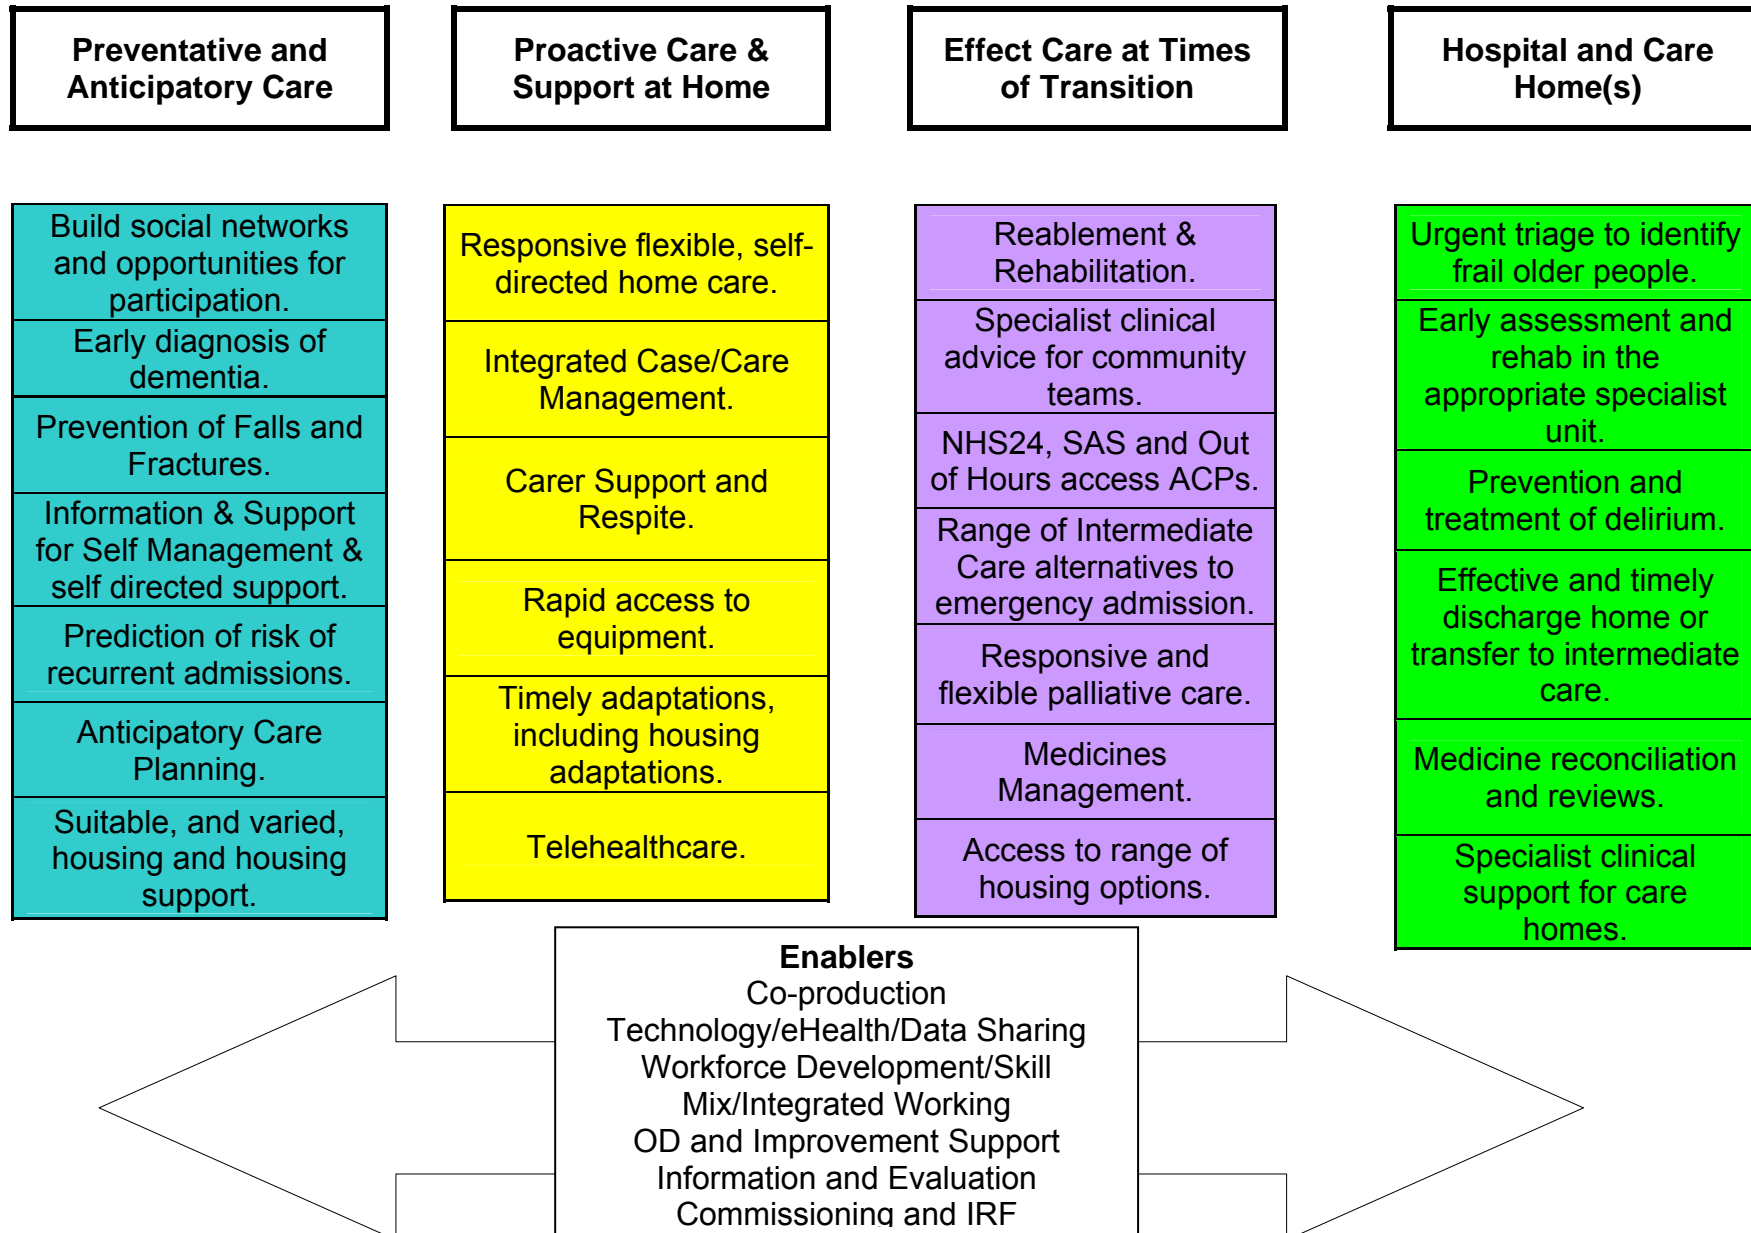 Preventative and
Anticipatory Care
Proactive Care &
Support at Home
Effect Care at Times
of Transition
Hospital and Care
Home(s)
Build social networks
and opportunities for
participation.
Early diagnosis of
dementia.
Prevention of Falls and
Fractures.
Information & Support
for Self Management &
self directed support.
Prediction of risk of
recurrent admissions.
Anticipatory Care
Planning.
Suitable, and varied,
housing and housing
support.
Responsive flexible, self-
directed home care.
Integrated Case/Care
Management.
Carer Support and
Respite.
Rapid access to
equipment.
Timely adaptations,
including housing
adaptations.
Telehealthcare.
Reablement &
Rehabilitation.
Specialist clinical
advice for community
teams.
NHS24, SAS and Out
of Hours access ACPs.
Range of Intermediate
Care alternatives to
emergency admission.
Responsive and
flexible palliative care.
Medicines
Management.
Access to range of
housing options.
Urgent triage to identify
frail older people.
Early assessment and
rehab in the
appropriate specialist
unit.
Prevention and
treatment of delirium.
Effective and timely
discharge home or
transfer to intermediate
care.
Medicine reconciliation
and reviews.
Specialist clinical
support for care
homes.
Enablers
Co-production
Technology/eHealth/Data Sharing
Workforce Development/Skill
Mix/Integrated Working
OD and Improvement Support
Information and Evaluation
Commissioning and IRF